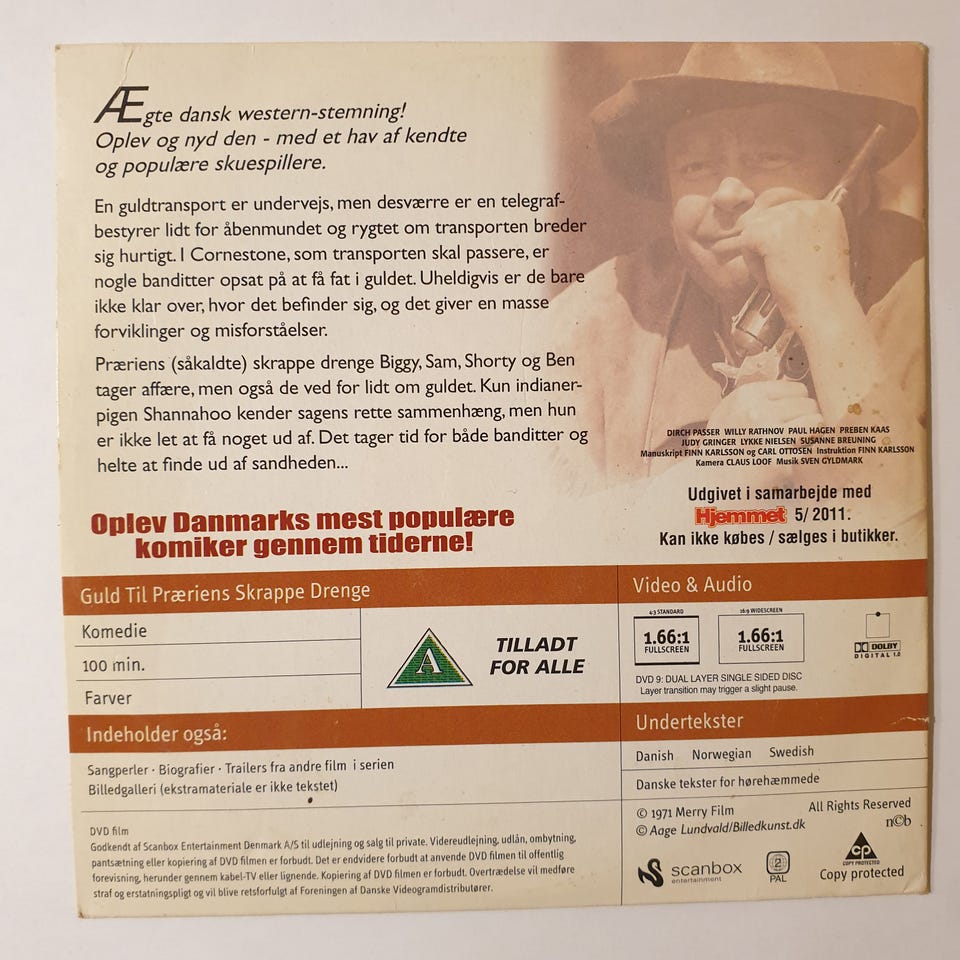 Ægte dansk western-stemning!
Oplev og nyd den - med et hav af kendte
og populære skuespillere.
En guldtransport er undervejs, men desværre er en telegraf-
bestyrer lidt for åbenmundet og rygtet om transporten breder
sig hurtigt. I Cornestone, som transporten skal passere, er
nogle banditter opsat på at få fat i guldet. Uheldigvis er de bare
ikke klar over, hvor det befinder sig, og det giver en masse
forviklinger og misforståelser.
Præriens (såkaldte) skrappe drenge Biggy, Sam, Shorty og Ben
tager affære, men også de ved for lidt om guldet. Kun indianer-
pigen Shannahoo kender sagens rette sammenhæng, men hun
er ikke let at få noget ud af. Det tager tid for både banditter og
helte at finde ud af sandheden...
DIRCH PASSER WILLY RATHNOV PAUL HAGEN PREBEN KAAS
JUDY GRINGER LYKKE NIELSEN SUSANNE BREUNING
Manuskript FINN KARLSSON og CARL OTTOSEN Instruktion FINN KARLSSON
Kamera CLAUS LOOF Musik SVEN GYLDMARK
Udgivet i samarbejde med
Hjemmet 5/ 2011.
Kan ikke købes / sælges i butikker.
Oplev Danmarks mest populære
komiker gennem tiderne!
Guld Til Præriens Skrappe Drenge
Komedie
100 min.
Farver
A
TILLADT
FOR ALLE
Video & Audio
4:3 STANDARD
1.66:1
FULLSCREEN
16:9 WIDESCREEN
1.66:1
FULLSCREEN
DOLBY
DIGITAL 1.0
DVD 9: DUAL LAYER SINGLE SIDED DISC
Layer transition may trigger a slight pause.
Indeholder også:
Sangperler · Biografier · Trailers fra andre film i serien
Billedgalleri (ekstramateriale er ikke tekstet)
Undertekster
Danish Norwegian Swedish
Danske tekster for hørehæmmede
DVD film
Godkendt af Scanbox Entertainment Denmark A/S til udlejning og salg til private. Videreudlejning, udlån, ombytning,
pantsætning eller kopiering af DVD filmen er forbudt. Det er endvidere forbudt at anvende DVD filmen til offentlig
forevisning, herunder gennem kabel-TV eller lignende. Kopiering af DVD filmen er forbudt. Overtrædelse vil medføre
straf og erstatningspligt og vil blive retsforfulgt af Foreningen af Danske Videogramdistributører.
© 1971 Merry Film
All Rights Reserved
© Aage Lundvald/Billedkunst.dk
n©b
scanbox
entertainment
2
PAL
CP
COPY PROTECTED
Copy protected